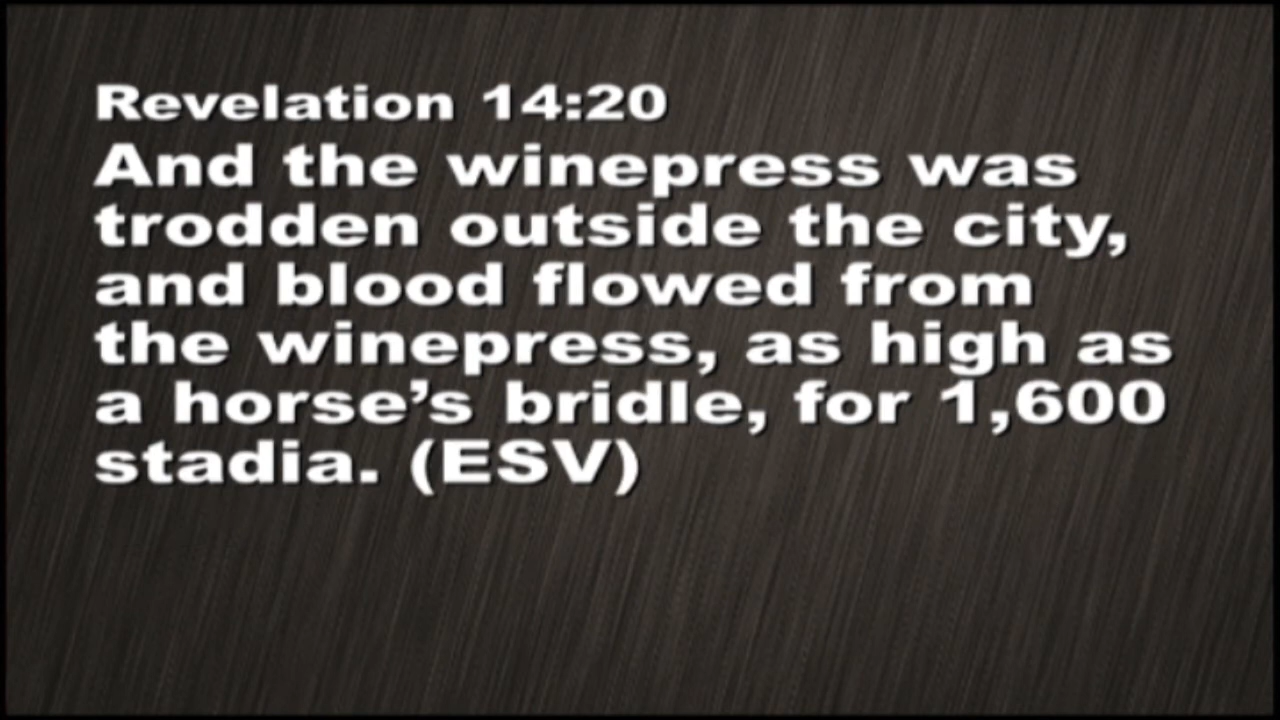 Revelation 14:20
And the winepress was
trodden outside the city,
and blood flowed from
the winepress, as high as
a horse’s bridle, for 1,600
stadia. (ESV)